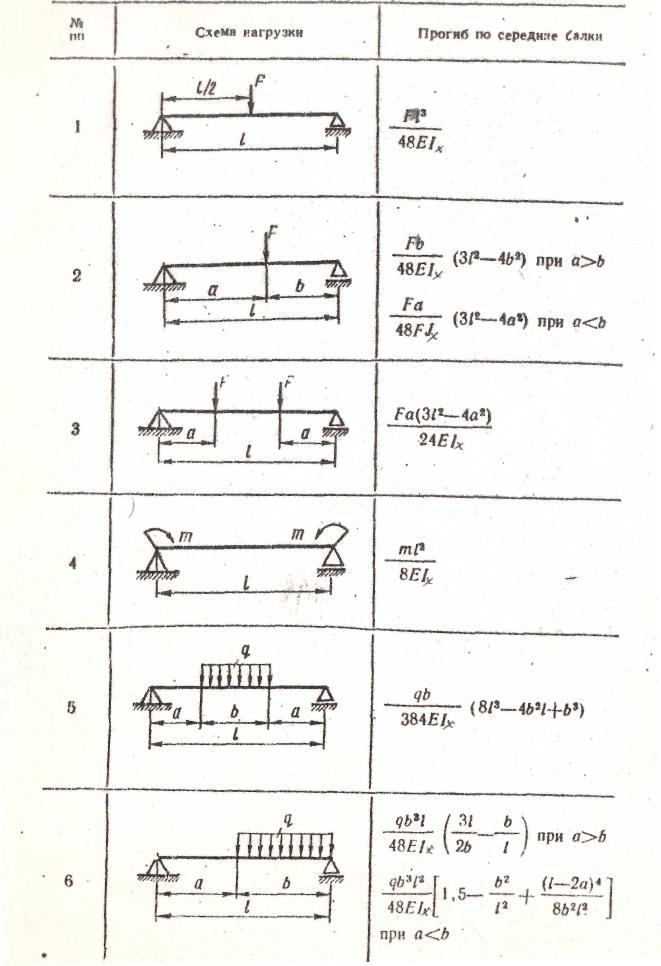 № пп
Схема нагрузки
Прогиб по середине балки
1
l/2
F
l
Fl³
48EIₓ
2
F
a
b
l
Fb
48EIₓ (3l²—4b²) при a>b
Fa
48EIₓ (3l²—4a²) при a<b
3
F
F
a
a
l
Fa(3l²—4a²)
24EIₓ
4
m
m
l
ml²
8EIₓ
5
q
a
b
a
l
qb
384EIₓ (8l³—4b²l+b³)
6
q
a
b
l
qb³l
48EIₓ (3l/2b — b/l) при a>b
qb³l²
48EIₓ [1,5— b²/l² + (l—2a)⁴/8b²l²]
при a<b